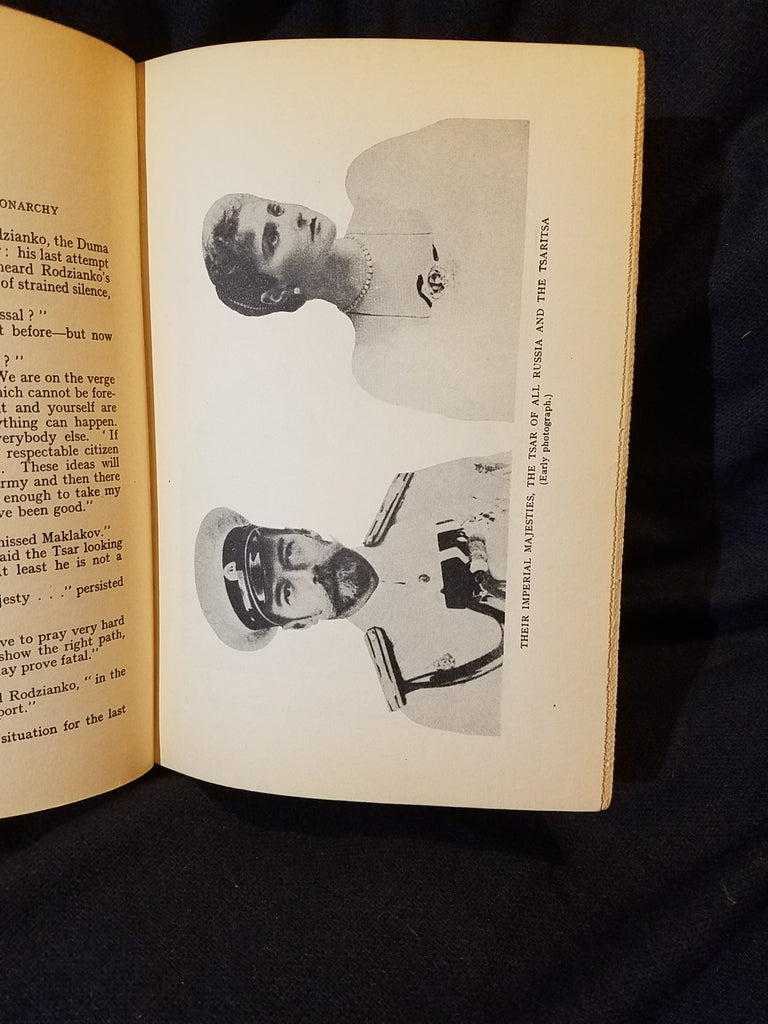 ONARCHY
dzianko, the Duma
: his last attempt
heard Rodzianko's
of strained silence,
ssal ? "
t before—but now
? "
We are on the verge
hich cannot be fore-
t and yourself are
ything can happen.
erybody else. ' If
respectable citizen
. These ideas will
rmy and then there
enough to take my
ve been good."
missed Maklakov."
aid the Tsar looking
t least he is not a
jesty . . ." persisted
ve to pray very hard
show the right path,
ay prove fatal."
l Rodzianko, " in the
port."
situation for the last
THEIR IMPERIAL MAJESTIES, THE TSAR OF ALL RUSSIA AND THE TSARITSA
(Early photograph.)